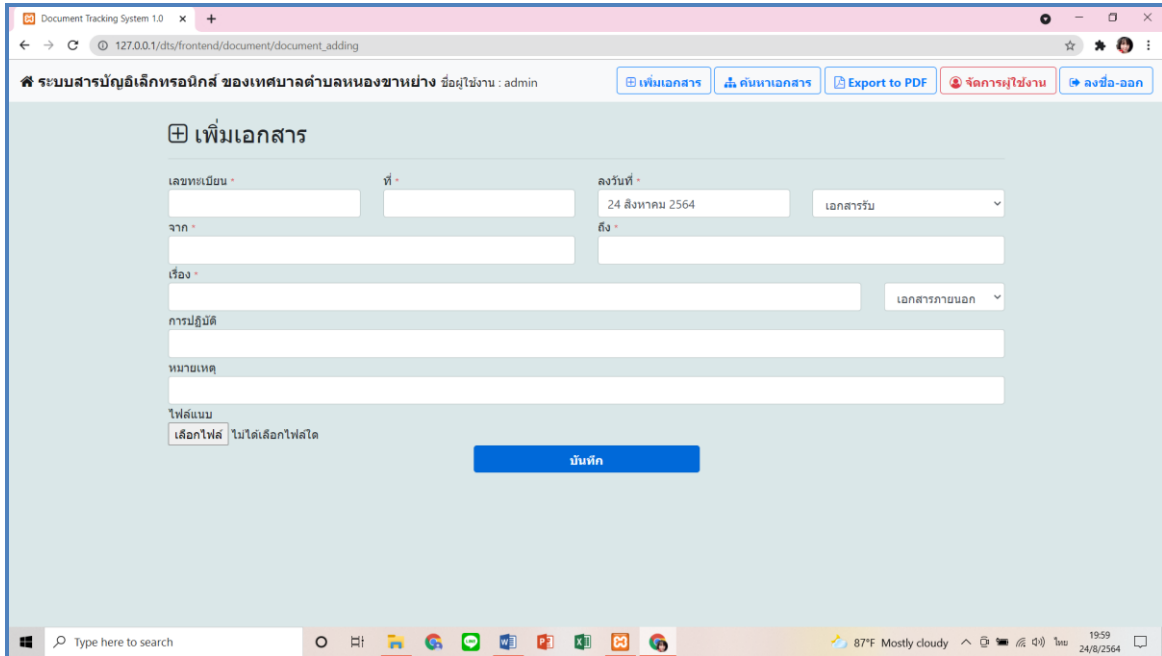 Document Tracking System 1.0
127.0.0.1/dts/frontend/document/document_adding
ระบบสารบัญอิเล็กทรอนิกส์ ของเทศบาลตำบลหนองขาหย่าง ชื่อผู้ใช้งาน : admin เพิ่มเอกสาร ค้นหาเอกสาร Export to PDF จัดการผู้ใช้งาน ลงชื่อ-ออก
เพิ่มเอกสาร
เลขทะเบียน * ที่ * ลงวันที่ *
24 สิงหาคม 2564 เอกสารรับ
จาก * ถึง *
เรื่อง *
เอกสารภายนอก
การปฏิบัติ
หมายเหตุ
ไฟล์แนบ
เลือกไฟล์ ไม่ได้เลือกไฟล์ใด
บันทึก
Type here to search 87°F Mostly cloudy ไทย 19:59
24/8/2564